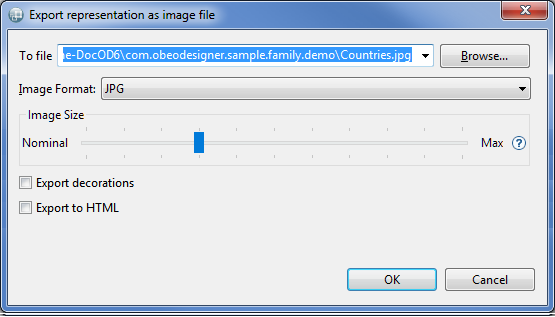 Export representation as image file
To file
e-DocOD6\com.obeodesigner.sample.family.demo\Countries.jpg
Browse...
Image Format: JPG
Image Size
Nominal Max ?
Export decorations
Export to HTML
OK Cancel